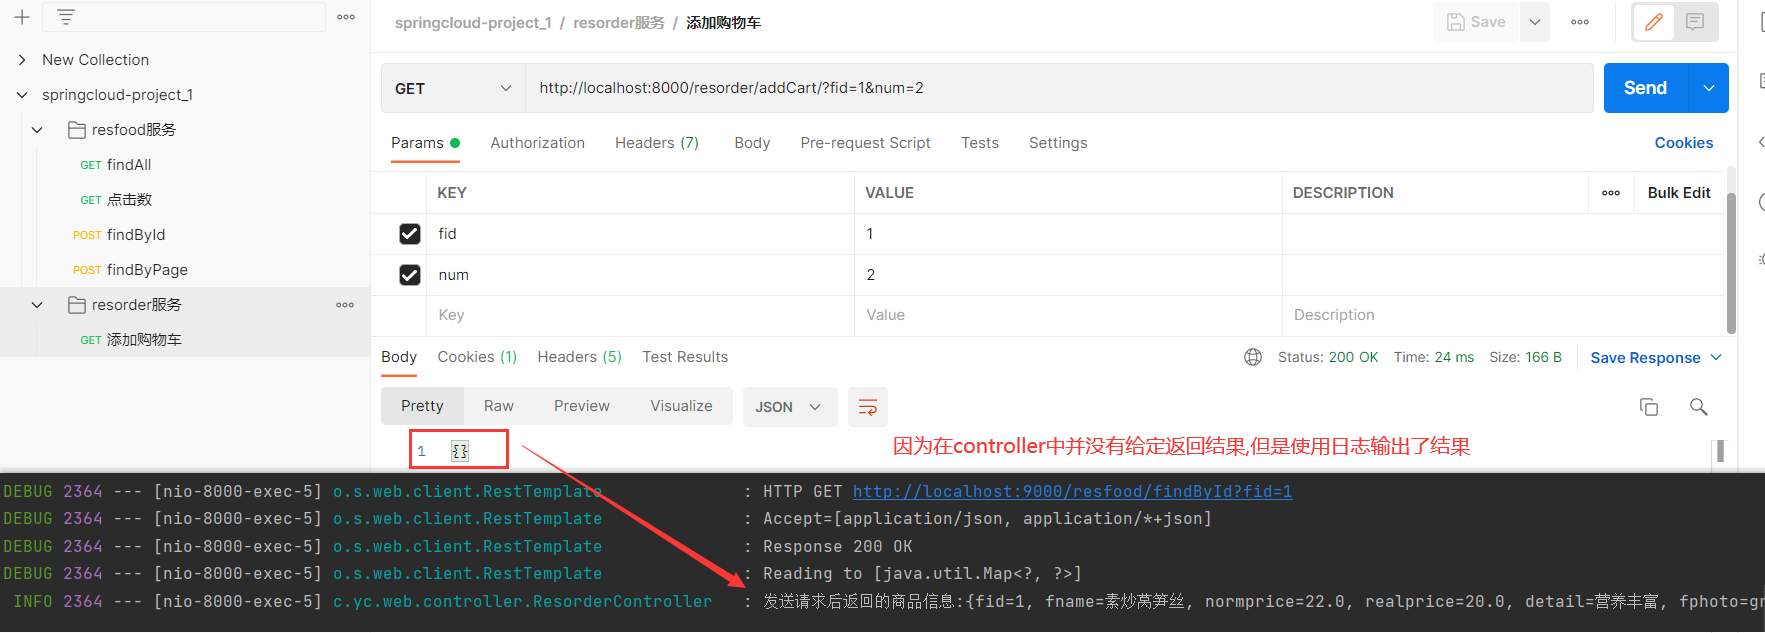 springcloud-project_1 / resorder服务 / 添加购物车
Save
New Collection
springcloud-project_1
resfood服务
GET findAll
GET 点击数
POST findById
POST findByPage
resorder服务
GET 添加购物车
GET http://localhost:8000/resorder/addCart/?fid=1&num=2 Send
Params Authorization Headers (7) Body Pre-request Script Tests Settings Cookies
KEY VALUE DESCRIPTION Bulk Edit
fid 1
num 2
Key Value Description
Body Cookies (1) Headers (5) Test Results Status: 200 OK Time: 24 ms Size: 166 B Save Response
Pretty Raw Preview Visualize JSON
1 {}
因为在controller中并没有给定返回结果,但是使用日志输出了结果
DEBUG 2364 --- [nio-8000-exec-5] o.s.web.client.RestTemplate : HTTP GET http://localhost:9000/resfood/findById?fid=1
DEBUG 2364 --- [nio-8000-exec-5] o.s.web.client.RestTemplate : Accept=[application/json, application/*+json]
DEBUG 2364 --- [nio-8000-exec-5] o.s.web.client.RestTemplate : Response 200 OK
DEBUG 2364 --- [nio-8000-exec-5] o.s.web.client.RestTemplate : Reading to [java.util.Map<?, ?>]
INFO 2364 --- [nio-8000-exec-5] c.yc.web.controller.ResorderController : 发送请求后返回的商品信息:{fid=1, fname=素炒莴笋丝, normprice=22.0, realprice=20.0, detail=营养丰富, fphoto=gr